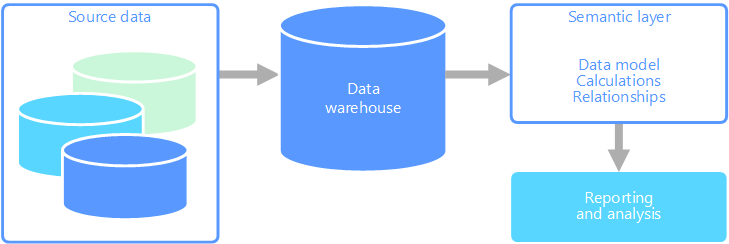 Source data
Data
warehouse
Semantic layer
Data model
Calculations
Relationships
Reporting
and analysis